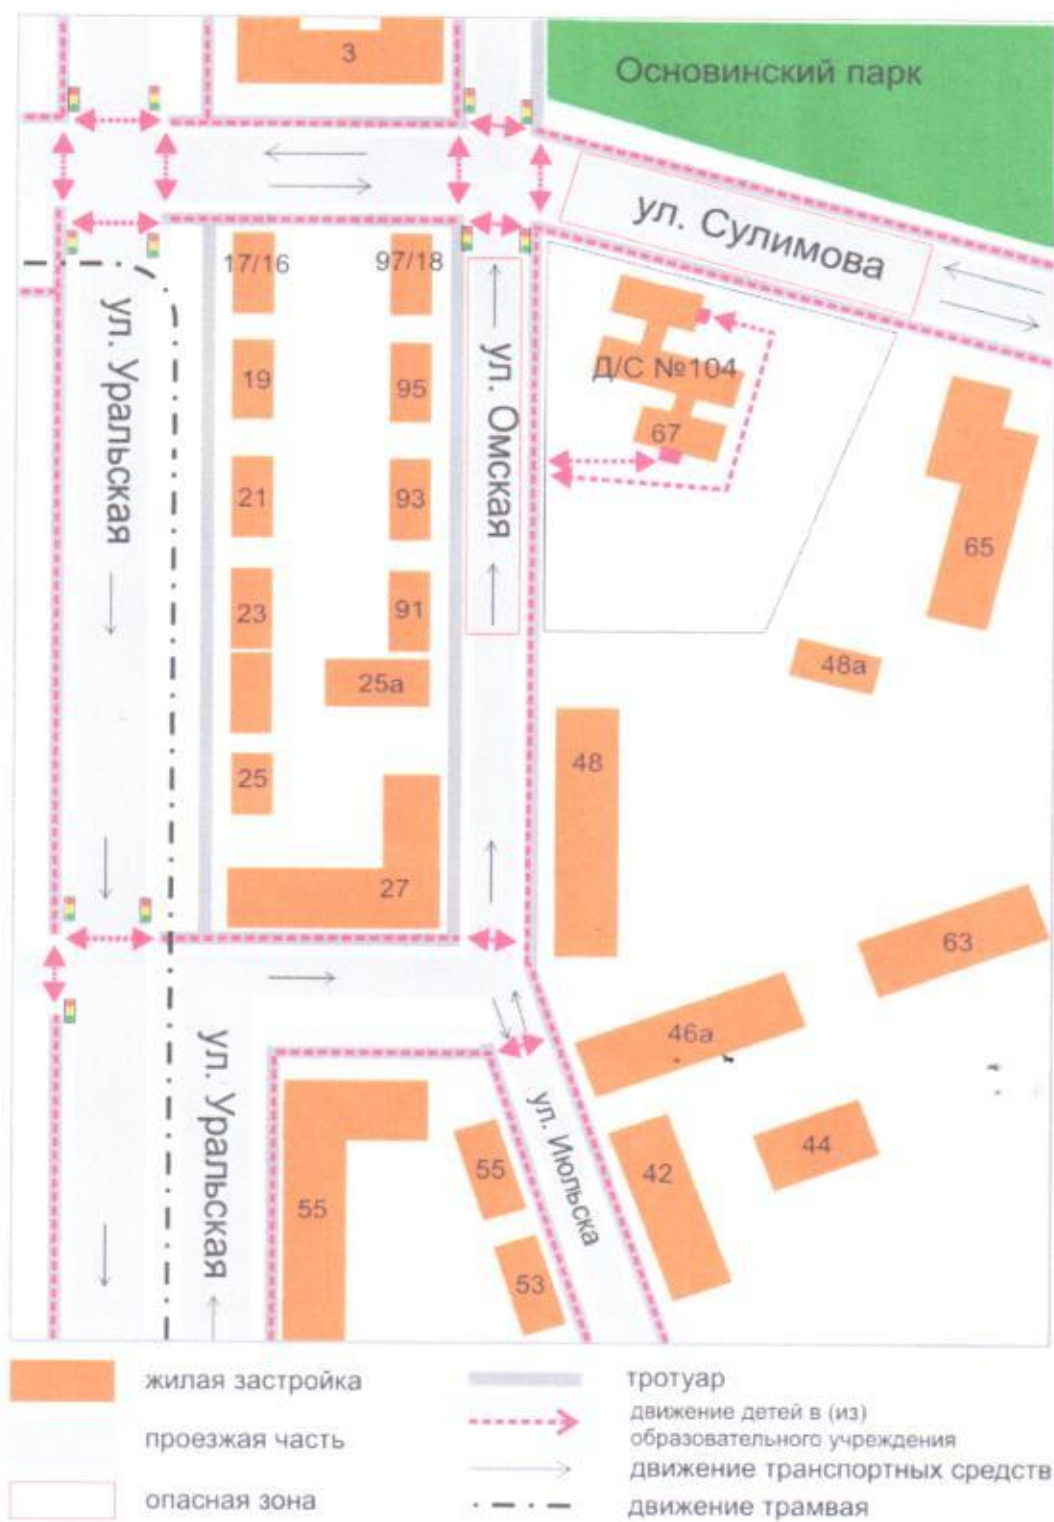 3
Основинский парк
ул. Сулимова
17/16
97/18
ул. Уральская
ул. Омская
Д/С №104
19
95
67
21
93
65
23
91
25а
48а
48
25
27
63
46а
ул. Уральская
ул. Июльска
44
42
55
55
53
жилая застройка
проезжая часть
опасная зона
тротуар
движение детей в (из)
образовательного учреждения
движение транспортных средств
движение трамвая